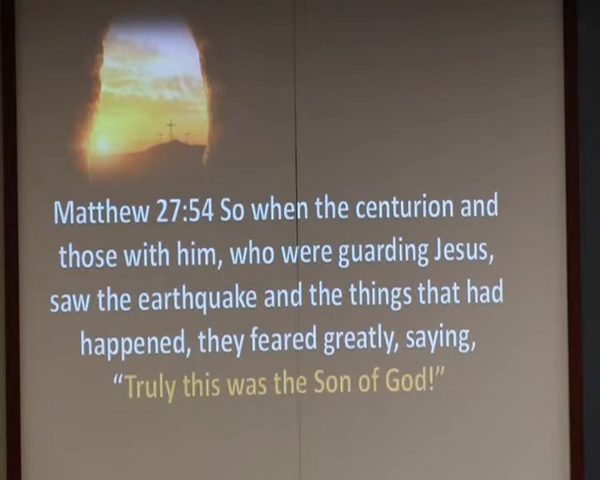 Matthew 27:54 So when the centurion and
those with him, who were guarding Jesus,
saw the earthquake and the things that had
happened, they feared greatly, saying,
“Truly this was the Son of God!”